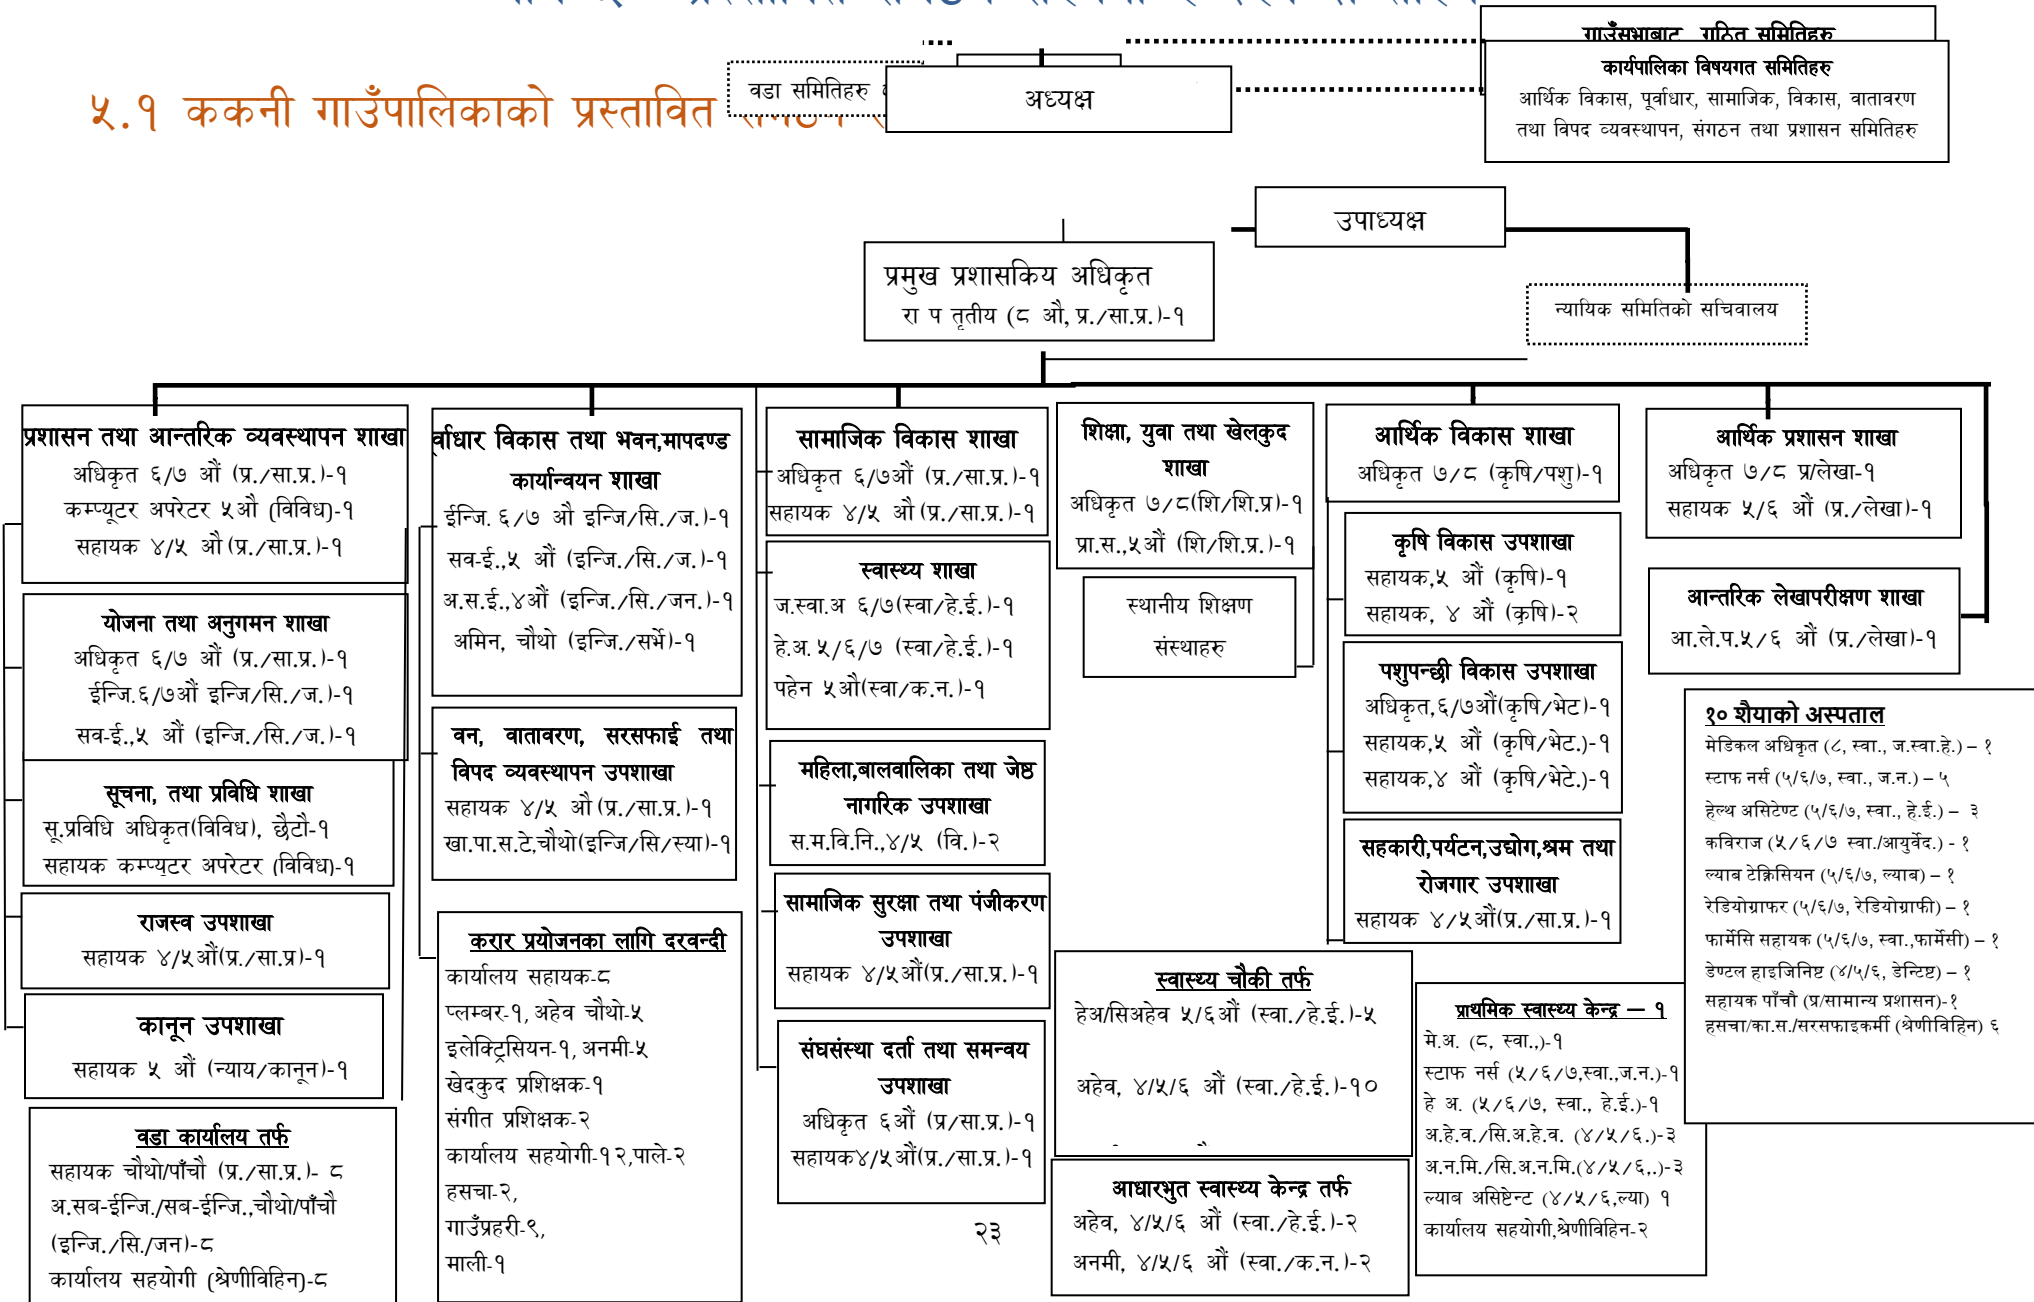 गाउँसभाबाट गठित समितिहरु
कार्यपालिका विषयगत समितिहरु
आर्थिक विकास, पूर्वाधार, सामाजिक, विकास, वातावरण
तथा विपद व्यवस्थापन, संगठन तथा प्रशासन समितिहरु
वडा समितिहरु
अध्यक्ष
५.१ ककनी गाउँपालिकाको प्रस्तावित
उपाध्यक्ष
प्रमुख प्रशासकिय अधिकृत
रा प तृतीय (८ औ, प्र./सा.प्र.)-१
न्यायिक समितिको सचिवालय
प्रशासन तथा आन्तरिक व्यवस्थापन शाखा
अधिकृत ६/७ औं (प्र./सा.प्र.)-१
कम्प्यूटर अपरेटर ५औ (विविध)-१
सहायक ४/५ औ (प्र./सा.प्र.)-१
योजना तथा अनुगमन शाखा
अधिकृत ६/७ औं (प्र./सा.प्र.)-१
ईन्जि.६/७औं इन्जि/सि./ज.)-१
सव-ई.,५ औं (इन्जि./सि./ज.)-१
सूचना, तथा प्रविधि शाखा
सू.प्रविधि अधिकृत(विविध), छैटौ-१
सहायक कम्प्युटर अपरेटर (विविध)-१
राजस्व उपशाखा
सहायक ४/५औं(प्र./सा.प्र)-१
कानून उपशाखा
सहायक ५ औं (न्याय/कानून)-१
वडा कार्यालय तर्फ
सहायक चौथो/पाँचौ (प्र./सा.प्र.)- ८
अ.सब-ईन्जि./सब-ईन्जि.,चौथो/पाँचौ
(इन्जि./सि./जन)-८
कार्यालय सहयोगी (श्रेणीविहिन)-८
र्वाधार विकास तथा भवन,मापदण्ड
कार्यान्वयन शाखा
ईन्जि. ६/७ औ इन्जि/सि./ज.)-१
सव-ई.,५ औं (इन्जि./सि./ज.)-१
अ.स.ई.,४औं (इन्जि./सि./जन.)-१
अमिन, चौथो (इन्जि./सर्भे)-१
वन, वातावरण, सरसफाई तथा
विपद व्यवस्थापन उपशाखा
सहायक ४/५ औ (प्र./सा.प्र.)-१
खा.पा.स.टे,चौथो(इन्जि/सि/स्या)-१
करार प्रयोजनका लागि दरवन्दी
कार्यालय सहायक-८
प्लम्बर-१, अहेव चौथो-५
इलेक्ट्रिसियन-१, अनमी-५
खेदकुद प्रशिक्षक-१
संगीत प्रशिक्षक-२
कार्यालय सहयोगी-१२,पाले-२
हसचा-२,
गाउँप्रहरी-९,
माली-१
सामाजिक विकास शाखा
अधिकृत ६/७औं (प्र./सा.प्र.)-१
सहायक ४/५ औ (प्र./सा.प्र.)-१
स्वास्थ्य शाखा
ज.स्वा.अ ६/७(स्वा/हे.ई.)-१
हे.अ. ५/६/७ (स्वा/हे.ई.)-१
पहेन ५औ(स्वा/क.न.)-१
महिला,बालवालिका तथा जेष्ठ
नागरिक उपशाखा
स.म.वि.नि.,४/५ (वि.)-२
सामाजिक सुरक्षा तथा पंजीकरण
उपशाखा
सहायक ४/५औं(प्र./सा.प्र.)-१
संघसंस्था दर्ता तथा समन्वय
उपशाखा
अधिकृत ६औं (प्र./सा.प्र.)-१
सहायक४/५औं(प्र./सा.प्र.)-१
शिक्षा, युवा तथा खेलकुद
शाखा
अधिकृत ७/८(शि/शि.प्र)-१
प्रा.स.,५औं (शि/शि.प्र.)-१
स्थानीय शिक्षण
संस्थाहरु
आर्थिक विकास शाखा
अधिकृत ७/८ (कृषि/पशु)-१
कृषि विकास उपशाखा
सहायक,५ औं (कृषि)-१
सहायक, ४ औं (कृषि)-२
पशुपन्छी विकास उपशाखा
अधिकृत,६/७औं(कृषि/भेट)-१
सहायक,५ औं (कृषि/भेट.)-१
सहायक,४ औं (कृषि/भेटे.)-१
सहकारी,पर्यटन,उद्योग,श्रम तथा
रोजगार उपशाखा
सहायक ४/५औं(प्र./सा.प्र.)-१
आर्थिक प्रशासन शाखा
अधिकृत ७/८ प्र/लेखा-१
सहायक ५/६ औं (प्र./लेखा)-१
आन्तरिक लेखापरीक्षण शाखा
आ.ले.प.५/६ औं (प्र./लेखा)-१
१० शैयाको अस्पताल
मेडिकल अधिकृत (८, स्वा., ज.स्वा.हे.) – १
स्टाफ नर्स (५/६/७, स्वा., ज.न.) – ५
हेल्थ असिटेण्ट (५/६/७, स्वा., हे.ई.) – ३
कविराज (५/६/७ स्वा./आयुर्वेद.) - १
ल्याब टेक्निसियन (५/६/७, ल्याब) – १
रेडियोग्राफर (५/६/७, रेडियोग्राफी) – १
फार्मेसि सहायक (५/६/७, स्वा.,फार्मेसी) – १
डेण्टल हाइजिनिष्ट (४/५/६, डेन्टिष्ट) – १
सहायक पाँचौ (प्र/सामान्य प्रशासन)-१
हसचा/का.स./सरसफाइकर्मी (श्रेणीविहिन) ६
स्वास्थ्य चौकी तर्फ
हेअ/सिअहेव ५/६औं (स्वा./हे.ई.)-५
अहेव, ४/५/६ औं (स्वा./हे.ई.)-१०
आधारभुत स्वास्थ्य केन्द्र तर्फ
अहेव, ४/५/६ औं (स्वा./हे.ई.)-२
अनमी, ४/५/६ औं (स्वा./क.न.)-२
प्राथमिक स्वास्थ्य केन्द्र – १
मे.अ. (८, स्वा.,)-१
स्टाफ नर्स (५/६/७,स्वा.,ज.न.)-१
हे अ. (५/६/७, स्वा., हे.ई.)-१
अ.हे.व./सि.अ.हे.व. (४/५/६.)-३
अ.न.मि./सि.अ.न.मि.(४/५/६,.)-३
ल्याब असिष्टेन्ट (४/५/६,ल्या) १
कार्यालय सहयोगी,श्रेणीविहिन-२
२३